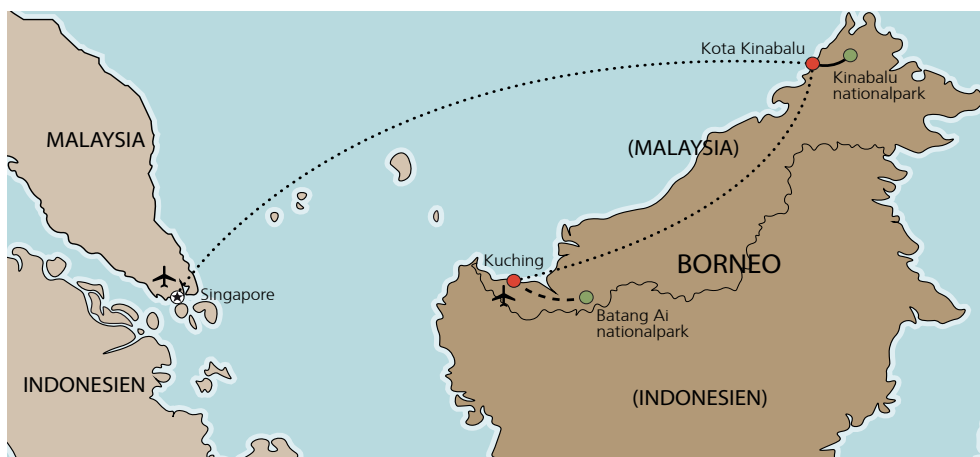 Kota Kinabalu
Kinabalu
nationalpark
MALAYSIA
(MALAYSIA)
Kuching
BORNEO
Singapore
Batang Ai
nationalpark
INDONESIEN
(INDONESIEN)